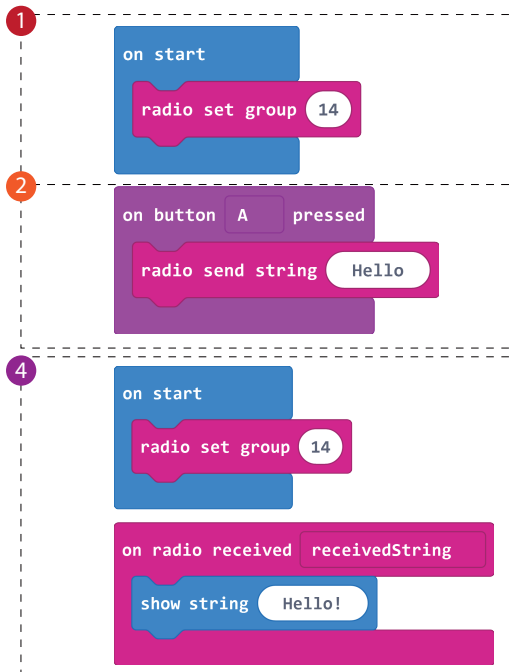 1
on start
radio set group 14
2
on button A pressed
radio send string Hello
4
on start
radio set group 14
on radio received receivedString
show string Hello!